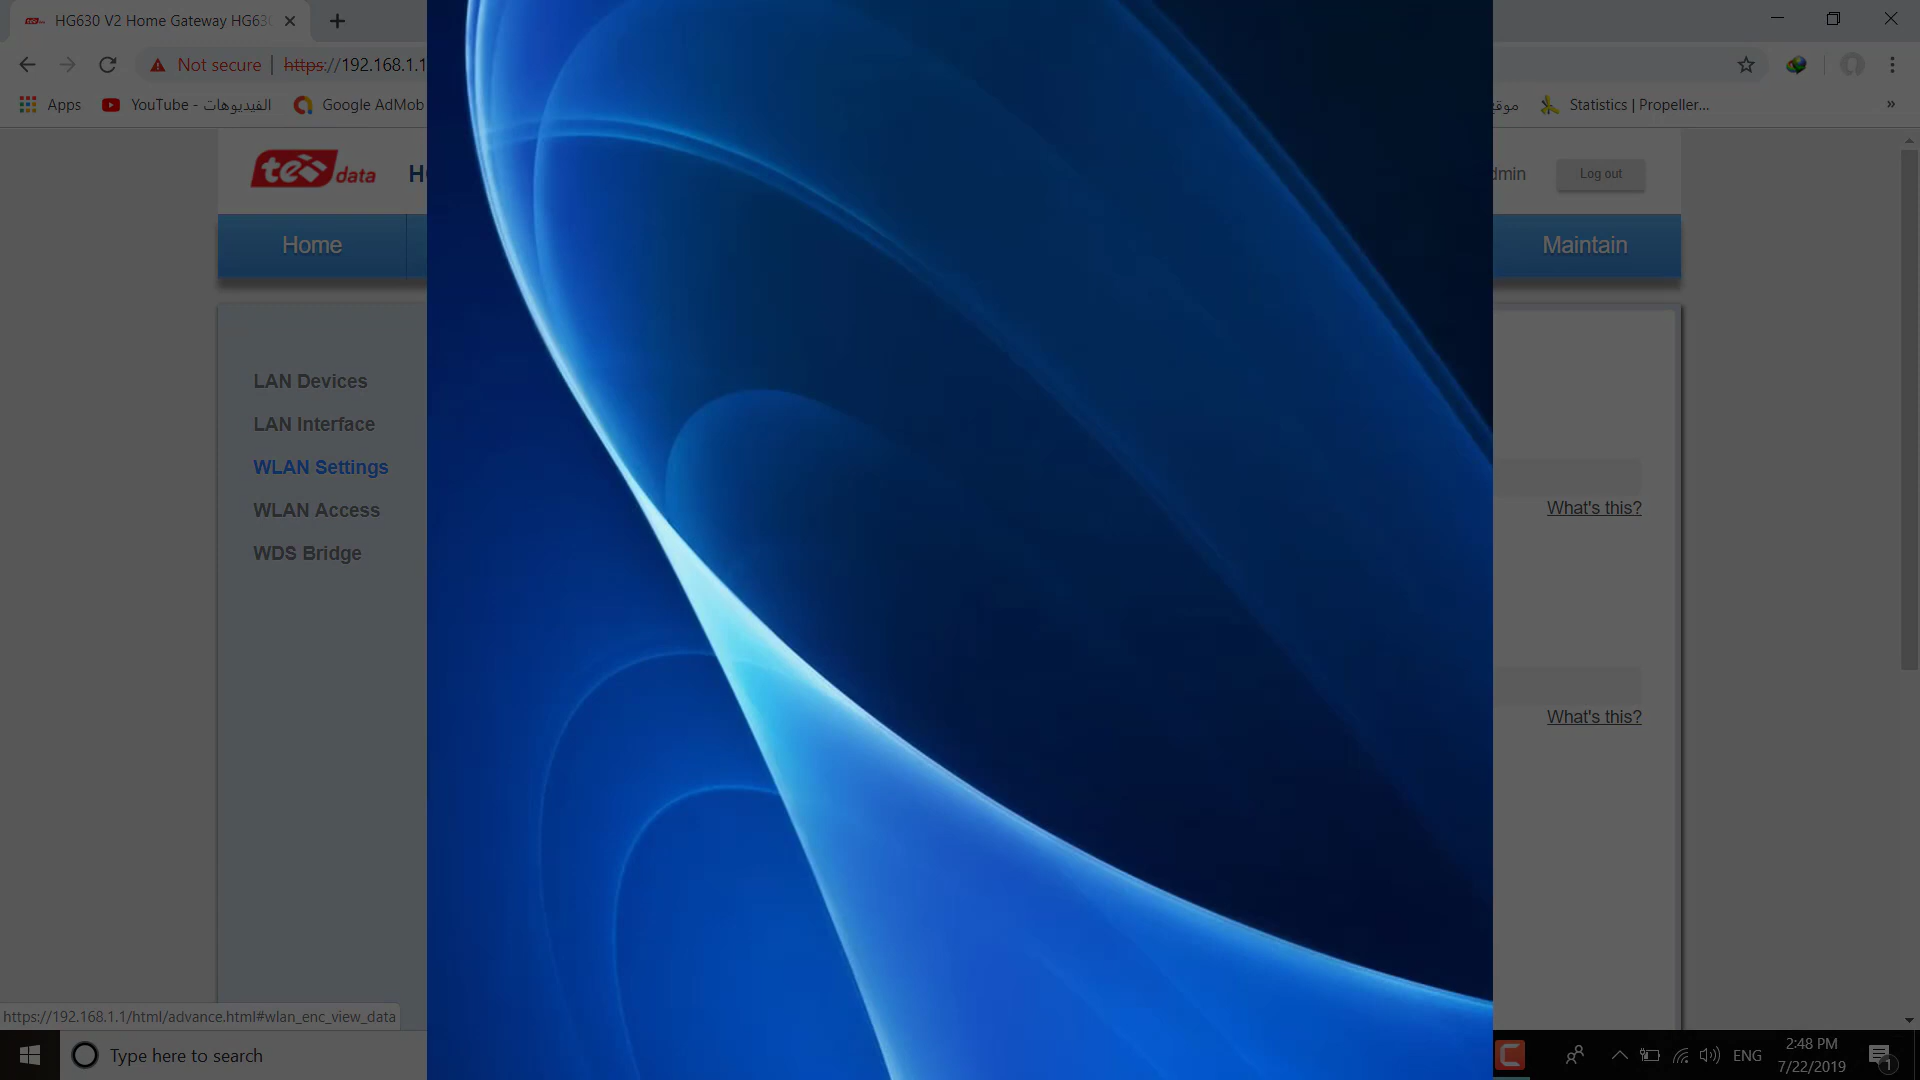 HG630 V2 Home Gateway HG630
Not secure | https://192.168.1.1
Apps
YouTube - الفيديوهات
Google AdMob
Statistics | Propeller...
te data
Log out
Home
Maintain
LAN Devices
LAN Interface
WLAN Settings
WLAN Access
WDS Bridge
What's this?
What's this?
https://192.168.1.1/html/advance.html#wlan_enc_view_data
Type here to search
ENG
2:48 PM
7/22/2019
1